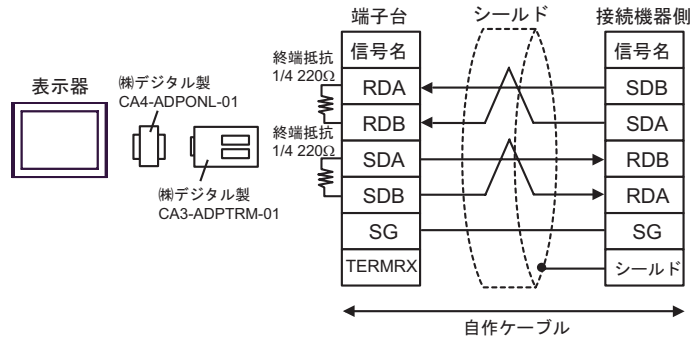 端子台
シールド
接続機器側
表示器
㈱デジタル製
CA4-ADPONL-01
㈱デジタル製
CA3-ADPTRM-01
終端抵抗
1/4 220Ω
終端抵抗
1/4 220Ω
信号名
信号名
RDA
SDB
RDB
SDA
SDA
RDB
SDB
RDA
SG
SG
TERMRX
シールド
自作ケーブル